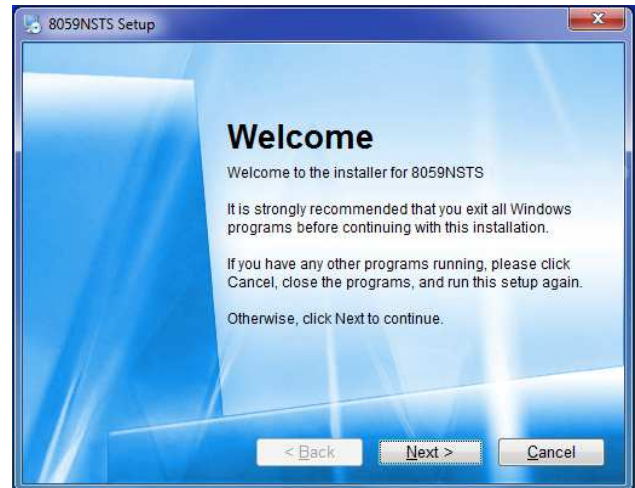 8059NSTS Setup
Welcome
Welcome to the installer for 8059NSTS
It is strongly recommended that you exit all Windows
programs before continuing with this installation.
If you have any other programs running, please click
Cancel, close the programs, and run this setup again.
Otherwise, click Next to continue.
< Back Next > Cancel